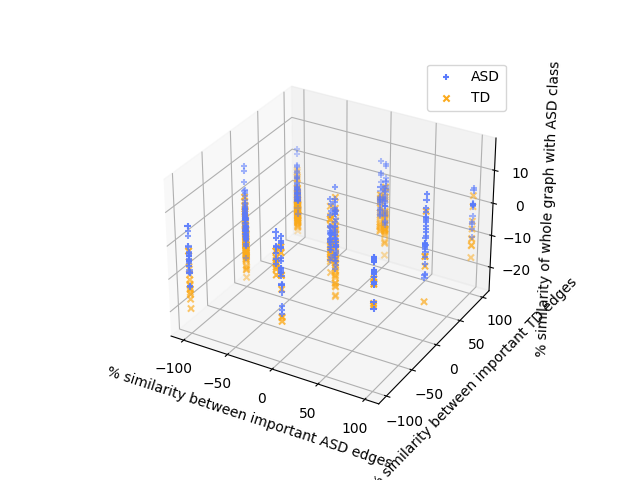 ASD
TD
% similarity of whole graph with ASD class
10
0
−10
−20
100
50
0
−50
−100
% similarity between important TD edges
−100
−50
0
50
100
% similarity between important ASD edges